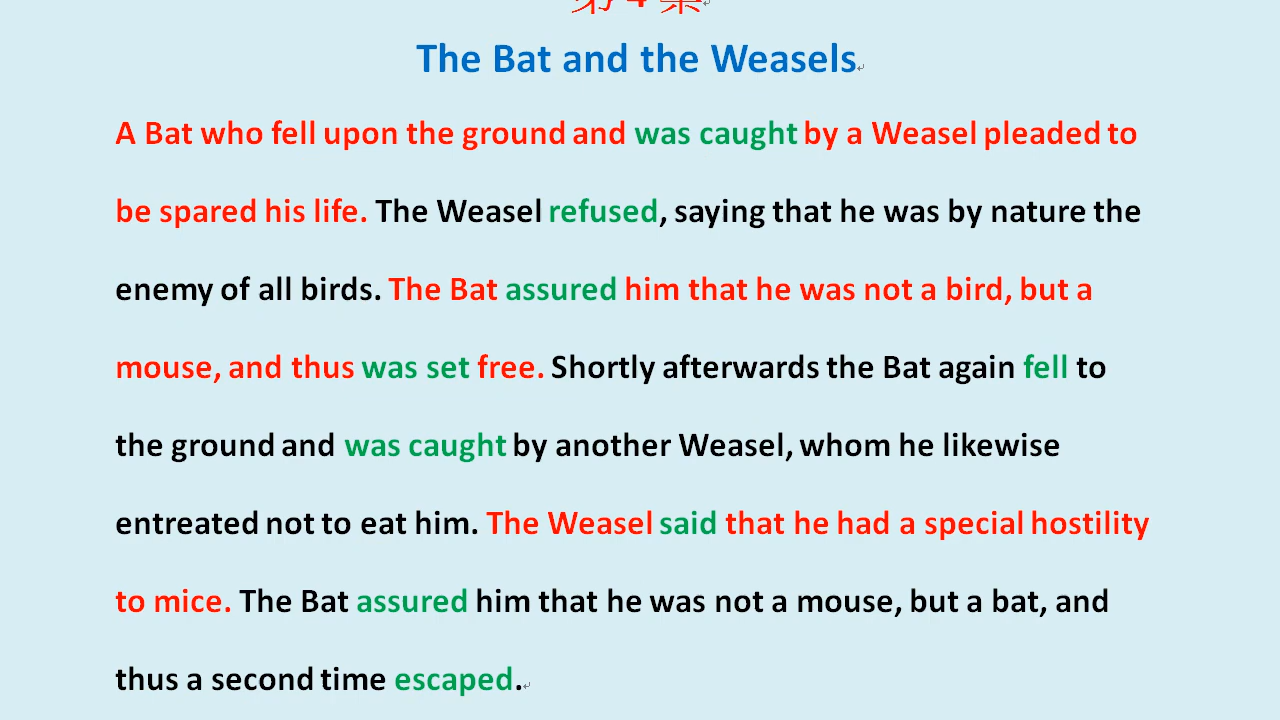 第4集
The Bat and the Weasels
A Bat who fell upon the ground and was caught by a Weasel pleaded to
be spared his life. The Weasel refused, saying that he was by nature the
enemy of all birds. The Bat assured him that he was not a bird, but a
mouse, and thus was set free. Shortly afterwards the Bat again fell to
the ground and was caught by another Weasel, whom he likewise
entreated not to eat him. The Weasel said that he had a special hostility
to mice. The Bat assured him that he was not a mouse, but a bat, and
thus a second time escaped.